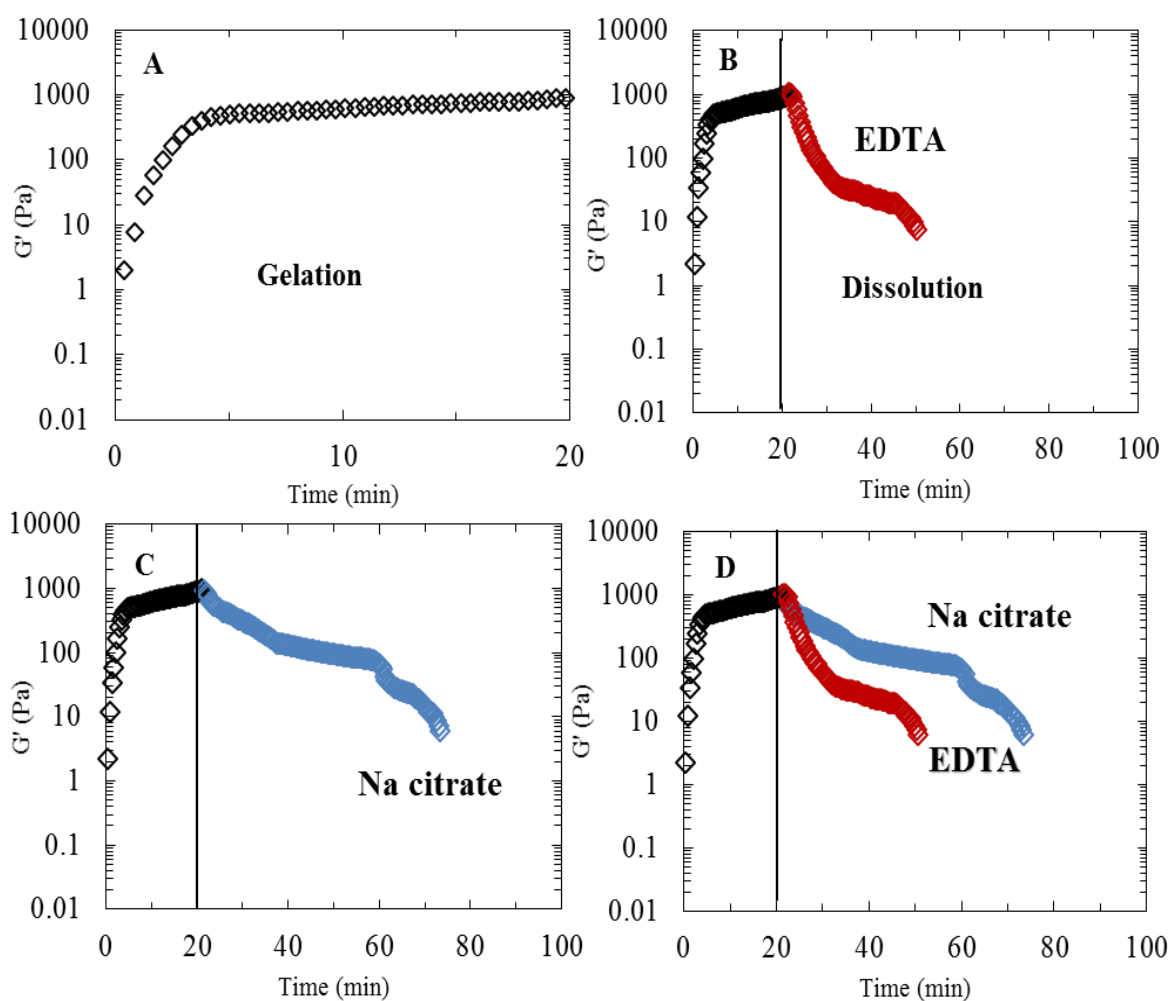 10000
1000
100
10
1
0.1
0.01
G' (Pa)
A
Gelation
0 10 20
Time (min)
10000
1000
100
10
1
0.1
0.01
G' (Pa)
B
EDTA
Dissolution
0 20 40 60 80 100
Time (min)
10000
1000
100
10
1
0.1
0.01
G' (Pa)
C
Na citrate
0 20 40 60 80 100
Time (min)
10000
1000
100
10
1
0.1
0.01
G' (Pa)
D
Na citrate
EDTA
0 20 40 60 80 100
Time (min)